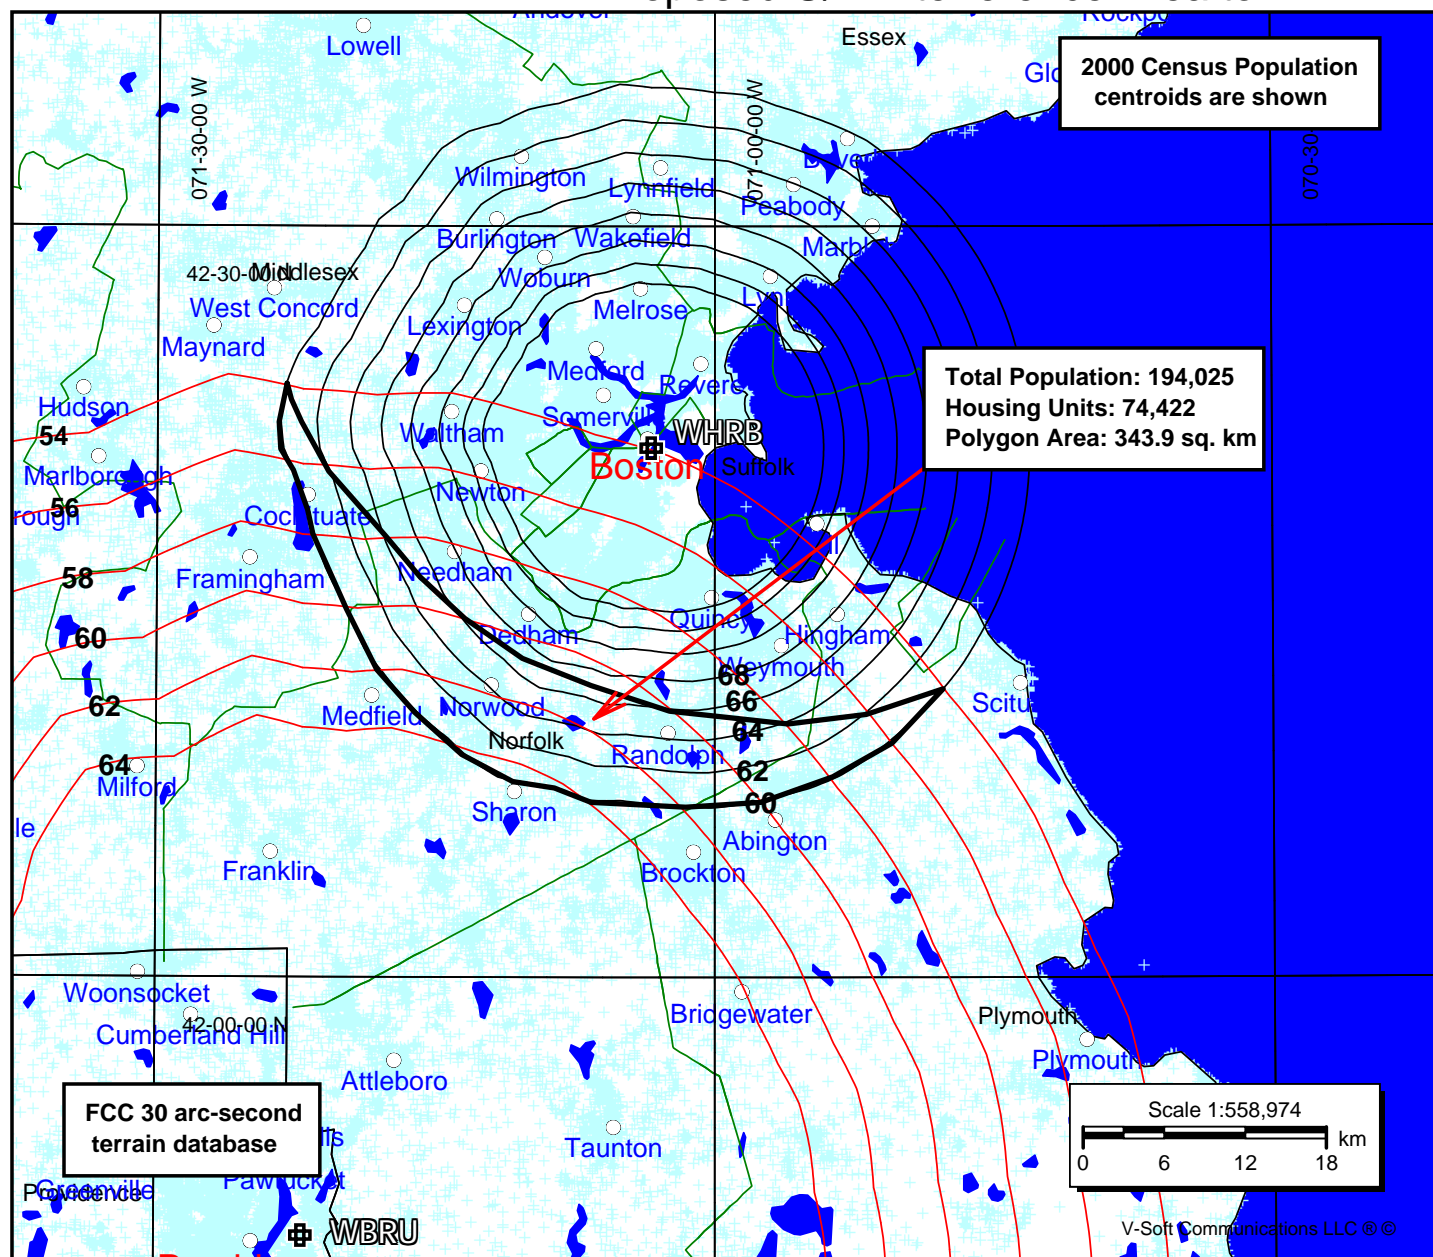 Lowell
Essex
2000 Census Population
centroids are shown
071-30-00 W
071-00-00 W
Wilmington
Lynnfield
Peabody
Burlington
Wakefield
Woburn
42-30-00 N
Middlesex
West Concord
Melrose
Lexington
Maynard
Medford
Revere
Total Population: 194,025
Housing Units: 74,422
Polygon Area: 343.9 sq. km
Hudson
54
Waltham
WHRB
Boston
Suffolk
Marlborough
Newton
56
rough
Cochituate
58
Framingham
Needham
60
Quincy
Dedham
Hingham
Weymouth
68
62
66
Medfield
Norwood
64
Norfolk
Randolph
64
62
Milford
60
Sharon
Abington
Franklin
Brockton
Woonsocket
42-00-00 N
Cumberland Hill
Bridgewater
Plymouth
Plymouth
Attleboro
FCC 30 arc-second
terrain database
Taunton
Scale 1:558,974
km
0 6 12 18
Pawtucket
Providence
Greenville
WBRU
V-Soft Communications LLC ® ©